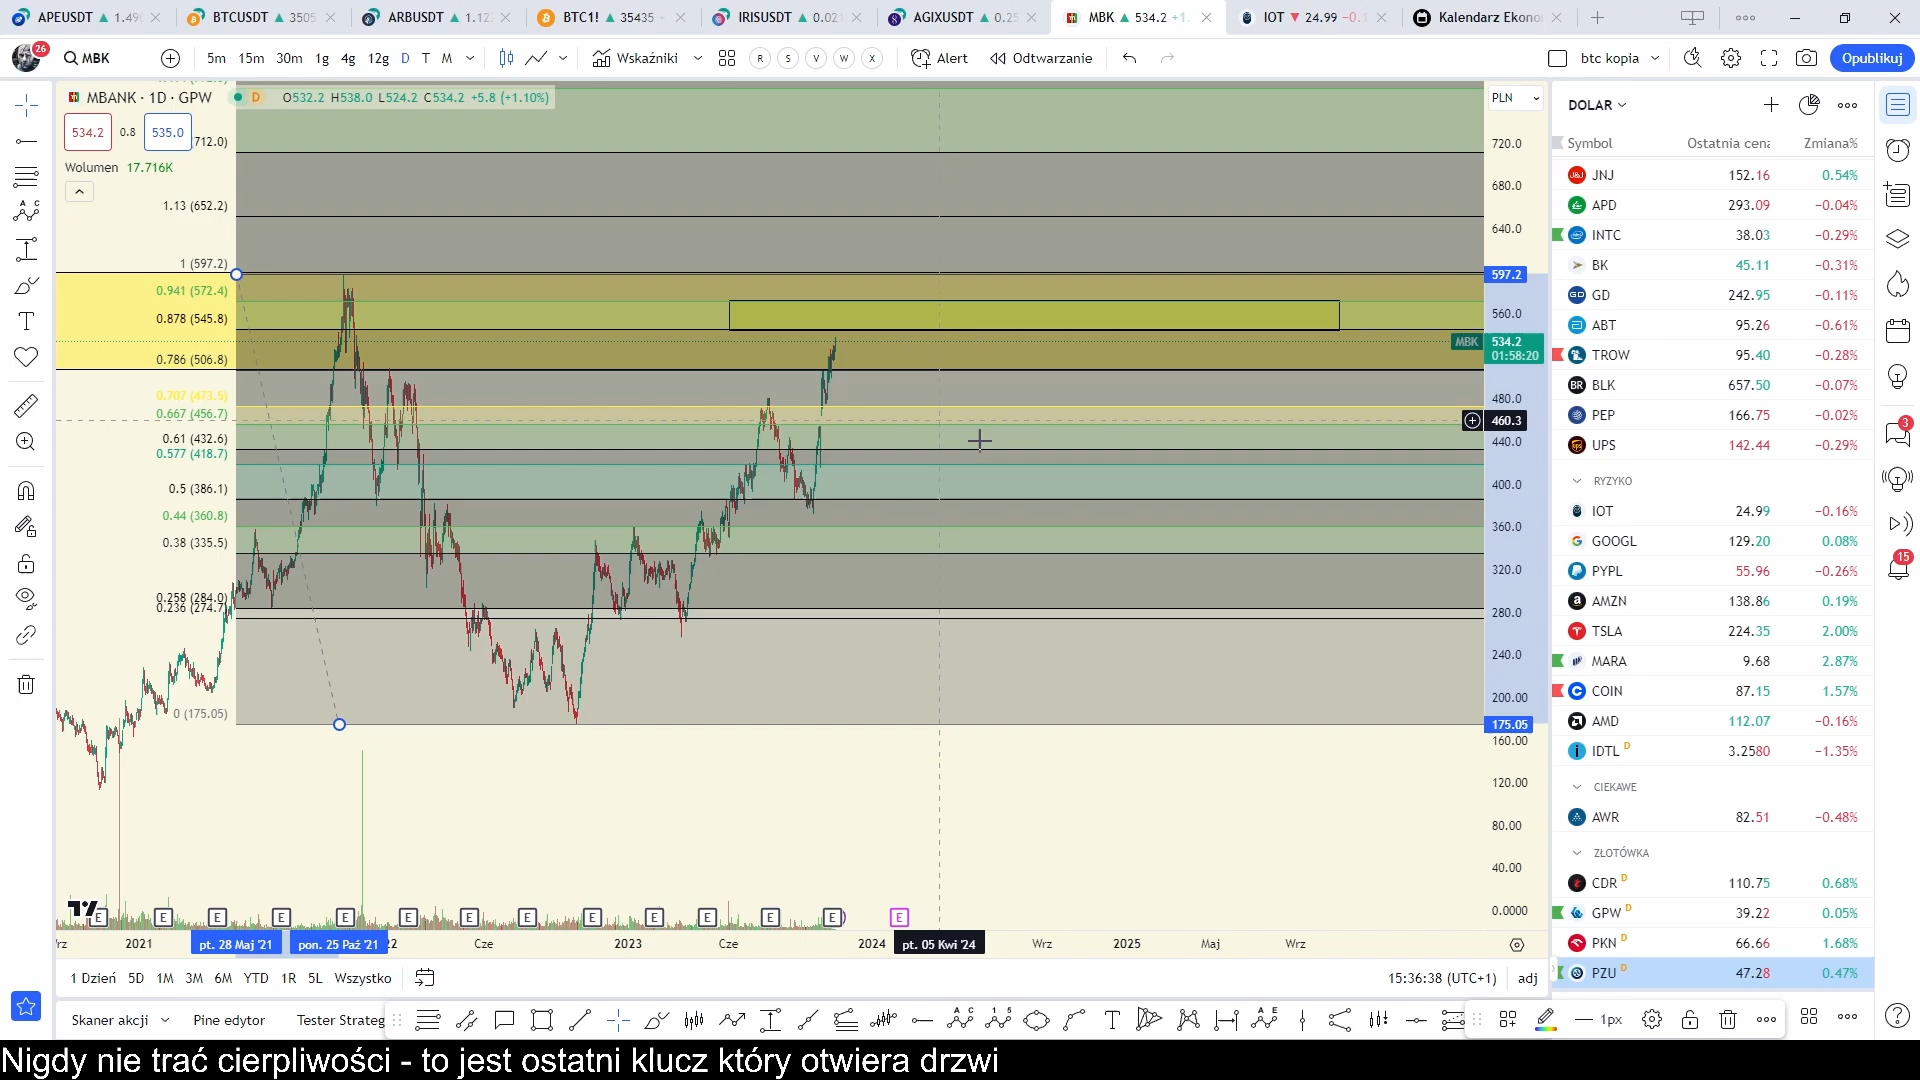 APEUSDT ▲ 1.49
BTCUSDT ▲ 3505
ARBUSDT ▲ 1.12
BTC1! ▲ 35435
IRISUSDT ▲ 0.02
AGIXUSDT ▲ 0.25
MBK ▲ 534.2 +1.
IOT ▼ 24.99 −0.1
Kalendarz Ekono
26
MBK
5m 15m 30m 1g 4g 12g D T M
Wskaźniki
R S V W X
Alert
Odtwarzanie
btc kopia
Opublikuj
MBANK · 1D · GPW
D
O532.2 H538.0 L524.2 C534.2 +5.8 (+1.10%)
534.2 0.8 535.0
Wolumen 17.716K
712.0)
1.13 (652.2)
1 (597.2)
0.941 (572.4)
0.878 (545.8)
0.786 (506.8)
0.707 (473.5)
0.667 (456.7)
0.61 (432.6)
0.577 (418.7)
0.5 (386.1)
0.44 (360.8)
0.38 (335.5)
0.258 (284.0)
0.236 (274.7)
0 (175.05)
PLN
720.0
680.0
640.0
597.2
560.0
MBK 534.2
01:58:20
480.0
460.3
440.0
400.0
360.0
320.0
280.0
240.0
200.00
175.05
160.00
120.00
80.00
40.00
0.0000
E E E E E E E E E E E E E E
rz 2021 pt. 28 Maj '21 pon. 25 Paź '21 22 Cze 2023 Cze 2024 pt. 05 Kwi '24 Wrz 2025 Maj Wrz
1 Dzień 5D 1M 3M 6M YTD 1R 5L Wszystko
15:36:38 (UTC+1) adj
Skaner akcji Pine edytor Tester Strateg
1px
DOLAR
Symbol Ostatnia cena Zmiana%
JNJ 152.16 0.54%
APD 293.09 −0.04%
INTC 38.03 −0.29%
BK 45.11 −0.31%
GD 242.95 −0.11%
ABT 95.26 −0.61%
TROW 95.40 −0.28%
BLK 657.50 −0.07%
PEP 166.75 −0.02%
UPS 142.44 −0.29%
RYZYKO
IOT 24.99 −0.16%
GOOGL 129.20 0.08%
PYPL 55.96 −0.26%
AMZN 138.86 0.19%
TSLA 224.35 2.00%
MARA 9.68 2.87%
COIN 87.15 1.57%
AMD 112.07 −0.16%
IDTL D 3.2580 −1.35%
CIEKAWE
AWR 82.51 −0.48%
ZŁOTÓWKA
CDR D 110.75 0.68%
GPW D 39.22 0.05%
PKN D 66.66 1.68%
PZU D 47.28 0.47%
3
15
Nigdy nie trać cierpliwości - to jest ostatni klucz który otwiera drzwi